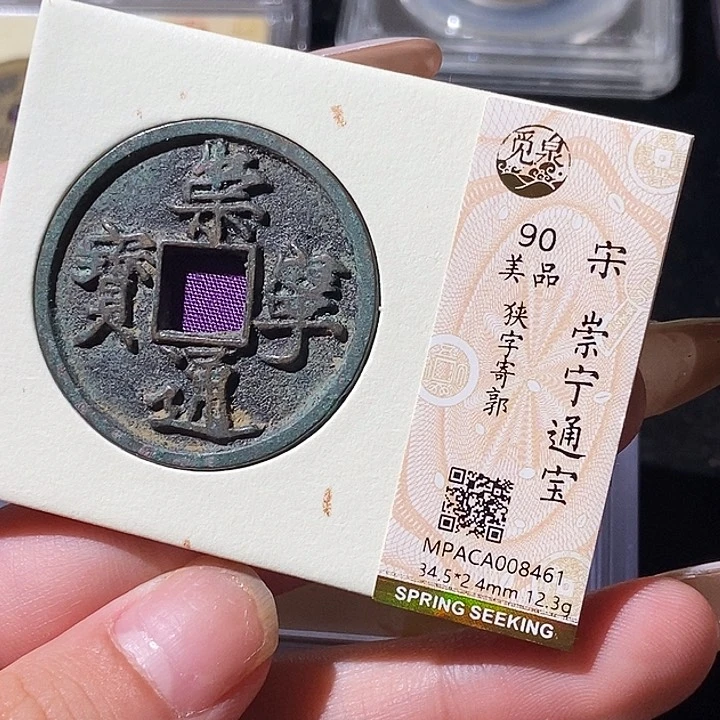 崇寧通寳
觅泉
90
美品
狭字寄郭
宋 崇宁通宝
MPACA008461
34.5*2.4mm 12.3g
SPRING SEEKING